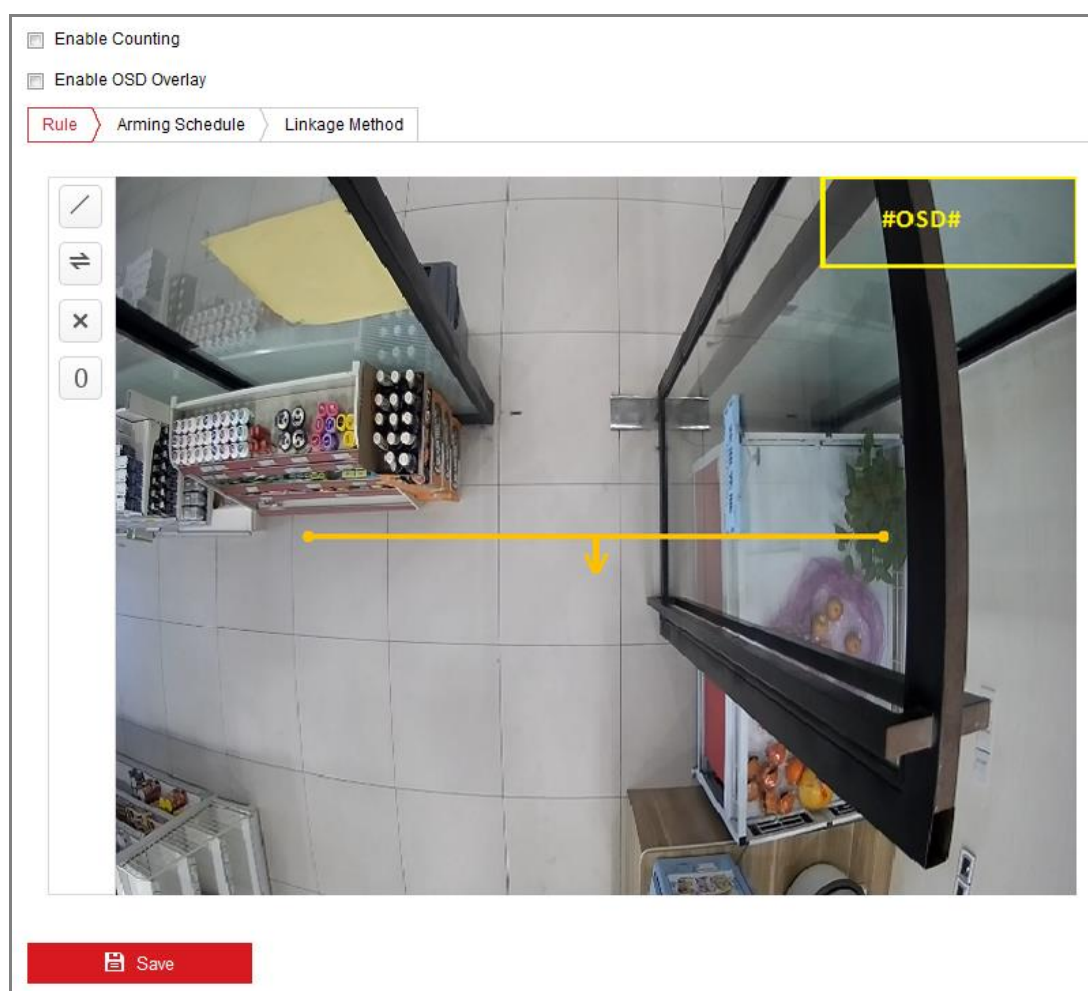 Enable Counting
Enable OSD Overlay
Rule Arming Schedule Linkage Method
#OSD#
0
Save